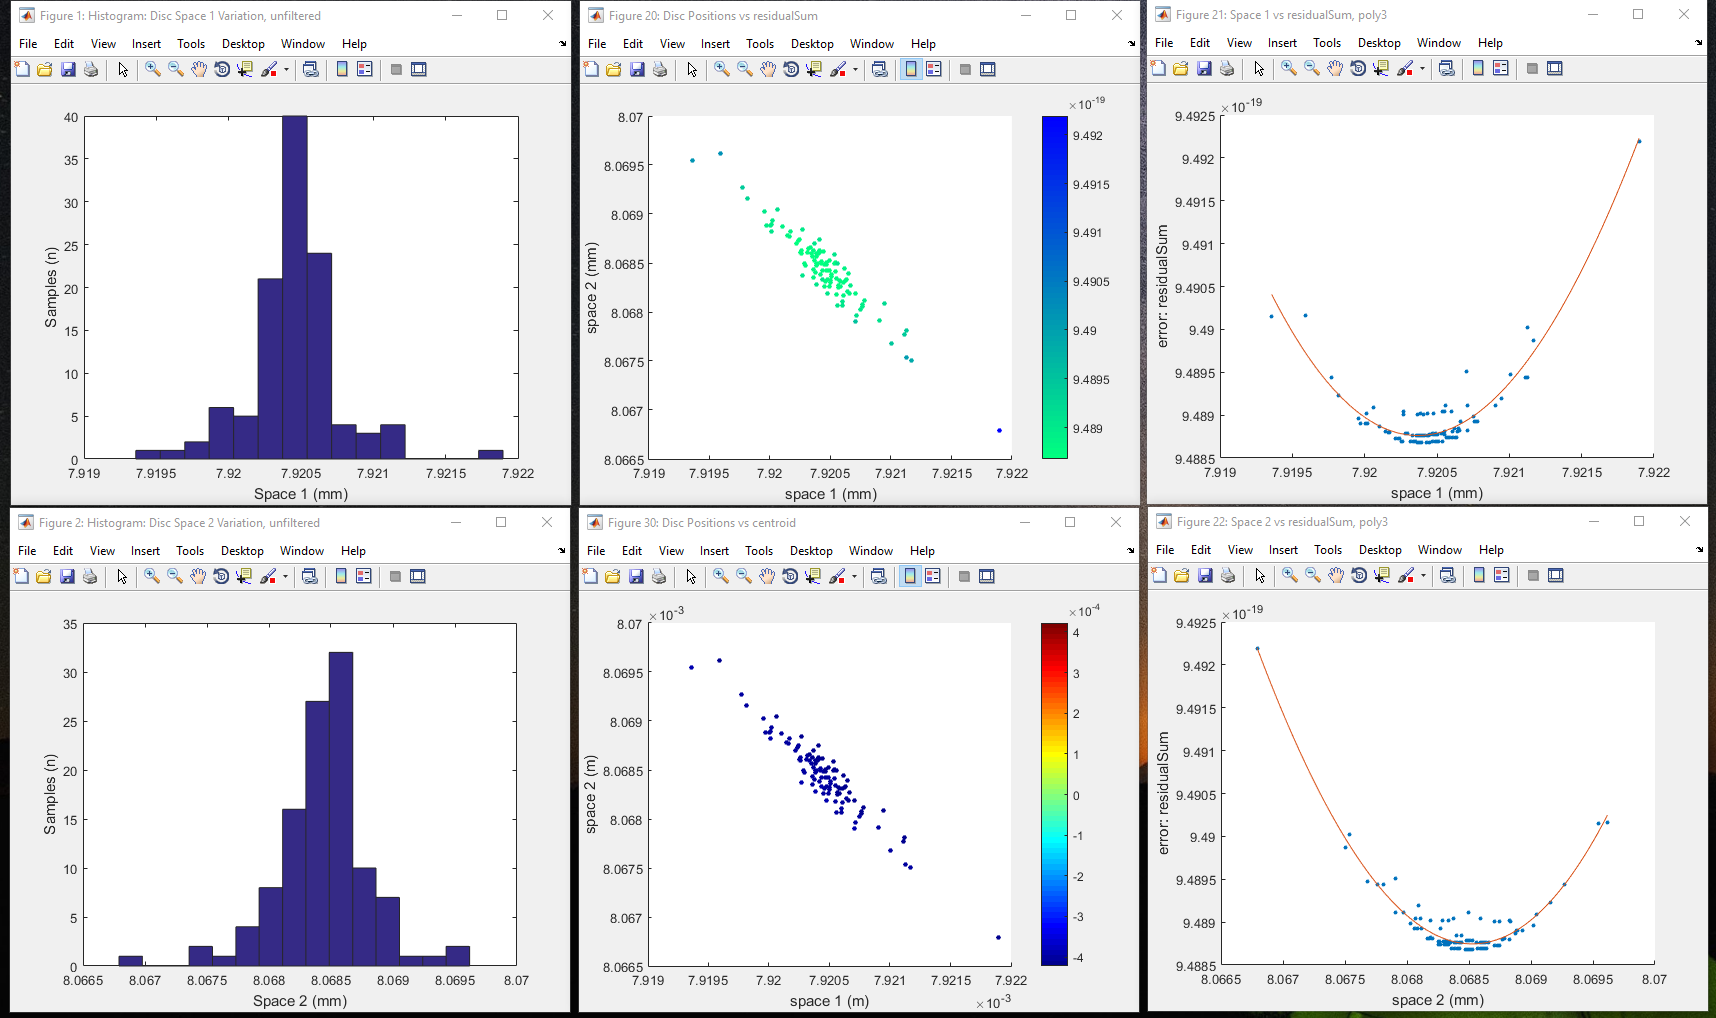 Figure 1: Histogram: Disc Space 1 Variation, unfiltered
File Edit View Insert Tools Desktop Window Help
40
35
30
25
20
15
10
5
0
Samples (n)
7.919 7.9195 7.92 7.9205 7.921 7.9215 7.922
Space 1 (mm)
Figure 20: Disc Positions vs residualSum
File Edit View Insert Tools Desktop Window Help
8.07
8.0695
8.069
8.0685
8.068
8.0675
8.067
8.0665
space 2 (mm)
7.919 7.9195 7.92 7.9205 7.921 7.9215 7.922
space 1 (mm)
×10-19
9.492
9.4915
9.491
9.4905
9.49
9.4895
9.489
Figure 21: Space 1 vs residualSum, poly3
File Edit View Insert Tools Desktop Window Help
×10-19
9.4925
9.492
9.4915
9.491
9.4905
9.49
9.4895
9.489
9.4885
error: residualSum
7.919 7.9195 7.92 7.9205 7.921 7.9215 7.922
space 1 (mm)
Figure 2: Histogram: Disc Space 2 Variation, unfiltered
File Edit View Insert Tools Desktop Window Help
35
30
25
20
15
10
5
0
Samples (n)
8.0665 8.067 8.0675 8.068 8.0685 8.069 8.0695 8.07
Space 2 (mm)
Figure 30: Disc Positions vs centroid
File Edit View Insert Tools Desktop Window Help
×10-3
8.07
8.0695
8.069
8.0685
8.068
8.0675
8.067
8.0665
space 2 (m)
7.919 7.9195 7.92 7.9205 7.921 7.9215 7.922
space 1 (m)
×10-3
×10-4
4
3
2
1
0
-1
-2
-3
-4
Figure 22: Space 2 vs residualSum, poly3
File Edit View Insert Tools Desktop Window Help
×10-19
9.4925
9.492
9.4915
9.491
9.4905
9.49
9.4895
9.489
9.4885
error: residualSum
8.0665 8.067 8.0675 8.068 8.0685 8.069 8.0695 8.07
space 2 (mm)